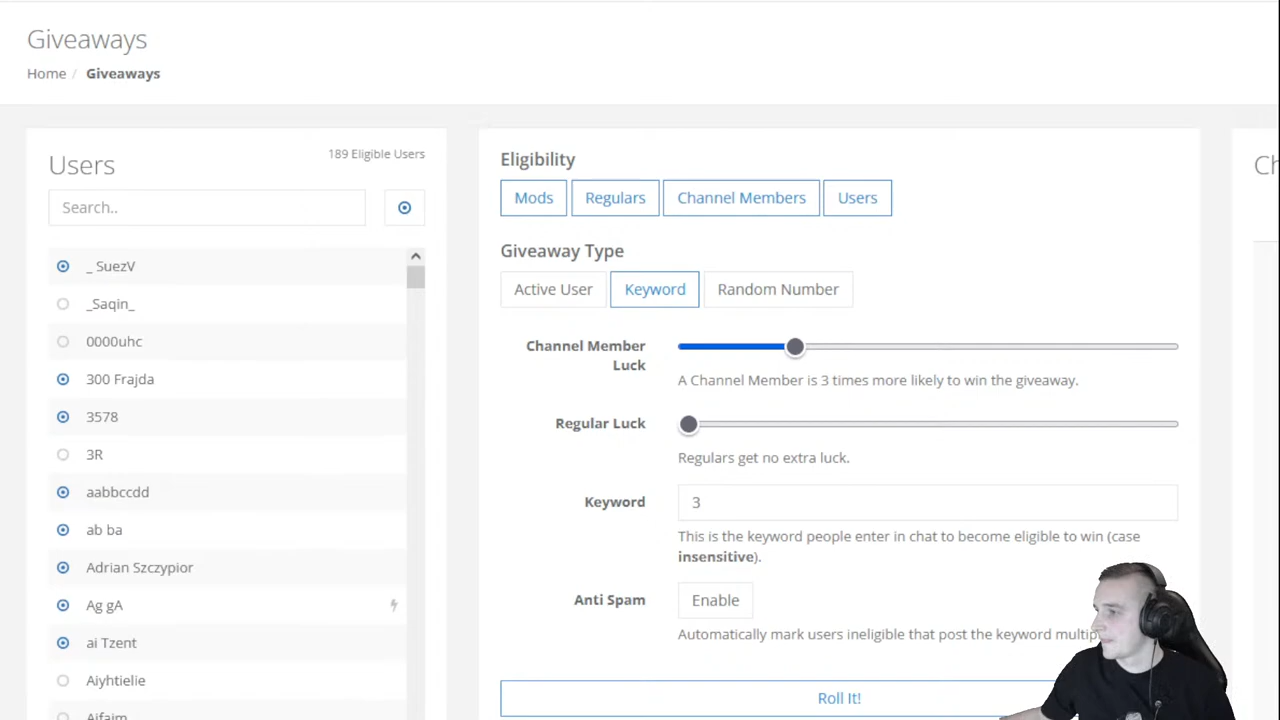 Giveaways
Home / Giveaways
Users
189 Eligible Users
Search..
_ SuezV
_Saqin_
0000uhc
300 Frajda
3578
3R
aabbccdd
ab ba
Adrian Szczypior
Ag gA
ai Tzent
Aiyhtielie
Aifaim
Eligibility
Mods
Regulars
Channel Members
Users
Giveaway Type
Active User
Keyword
Random Number
Channel Member
Luck
A Channel Member is 3 times more likely to win the giveaway.
Regular Luck
Regulars get no extra luck.
Keyword
3
This is the keyword people enter in chat to become eligible to win (case
insensitive).
Anti Spam
Enable
Automatically mark users ineligible that post the keyword
Roll It!